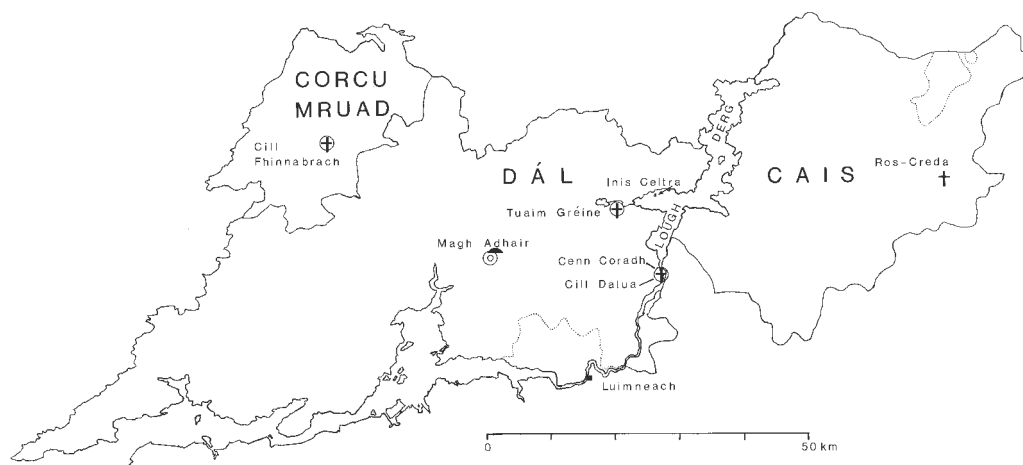 CORCU
MRUAD
Cill
Fhinnabrach
DÁL
CAIS
Inis Celtra
Tuaim Gréine
LOUGH DERG
Ros-Creda
Magh Adhair
Cenn Coradh
Cill Dalua
Luimneach
0
50 km